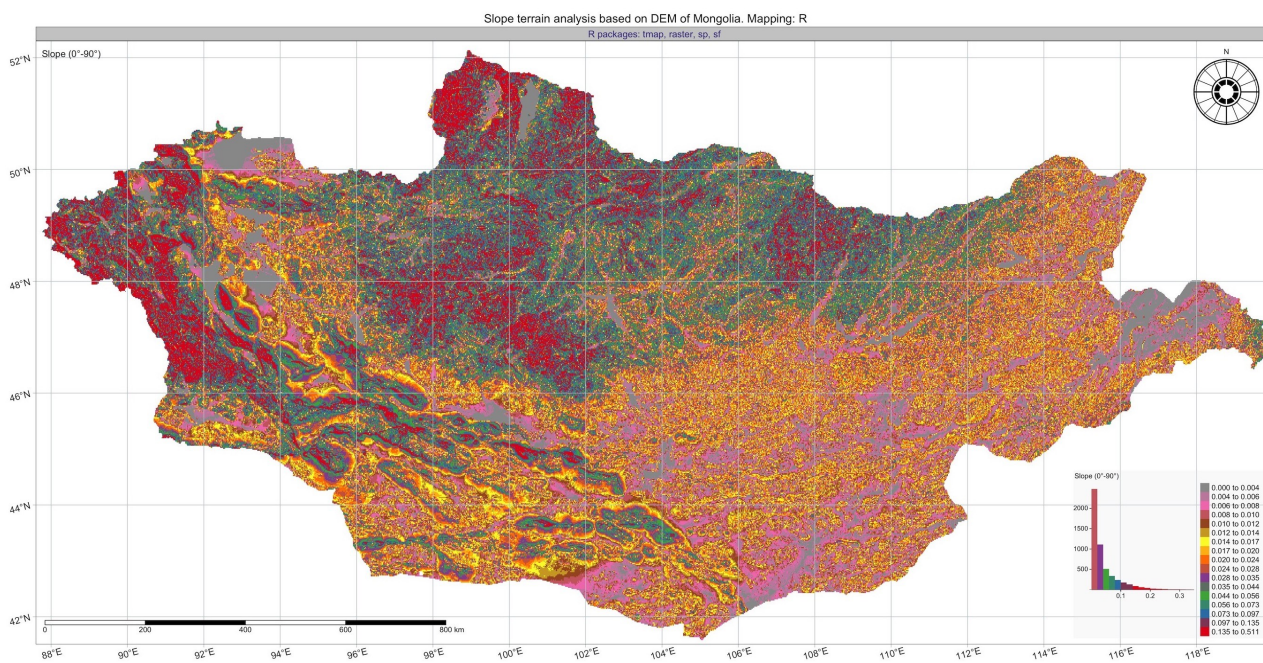 Slope terrain analysis based on DEM of Mongolia. Mapping: R
R packages: tmap, raster, sp, sf
Slope (0°-90°)
N
52°N
50°N
48°N
46°N
44°N
42°N
0 200 400 600 800 km
88°E 90°E 92°E 94°E 96°E 98°E 100°E 102°E 104°E 106°E 108°E 110°E 112°E 114°E 116°E 118°E
Slope (0°-90°)
2000
1500
1000
500
0.1 0.2 0.3
0.000 to 0.004
0.004 to 0.006
0.006 to 0.008
0.008 to 0.010
0.010 to 0.012
0.012 to 0.014
0.014 to 0.017
0.017 to 0.020
0.020 to 0.024
0.024 to 0.028
0.028 to 0.035
0.035 to 0.044
0.044 to 0.056
0.056 to 0.073
0.073 to 0.097
0.097 to 0.135
0.135 to 0.511